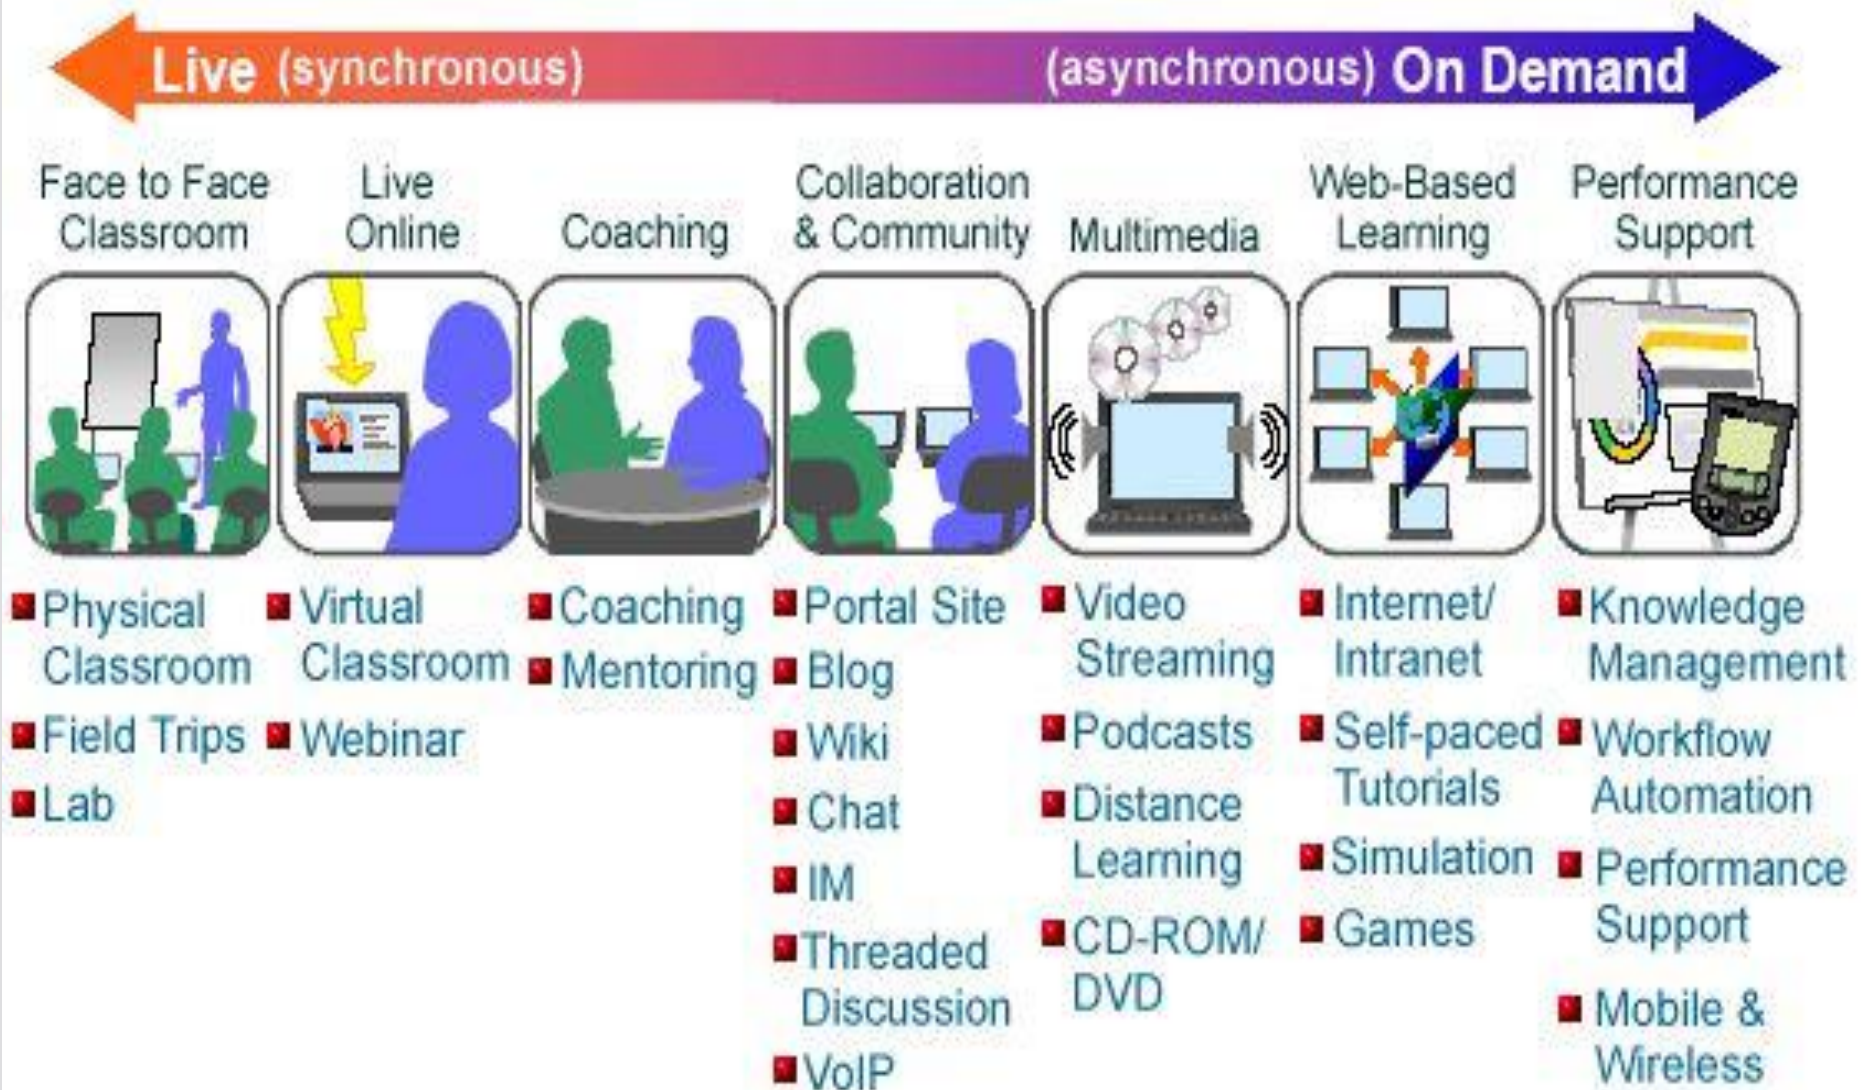 Live (synchronous)
(asynchronous) On Demand
Face to Face
Classroom
Live
Online
Coaching
Collaboration
& Community
Multimedia
Web-Based
Learning
Performance
Support
Physical
Classroom
Field Trips
Lab
Virtual
Classroom
Webinar
Coaching
Mentoring
Portal Site
Blog
Wiki
Chat
IM
Threaded
Discussion
VoIP
Video
Streaming
Podcasts
Distance
Learning
CD-ROM/
DVD
Internet/
Intranet
Self-paced
Tutorials
Simulation
Games
Knowledge
Management
Workflow
Automation
Performance
Support
Mobile &
Wireless